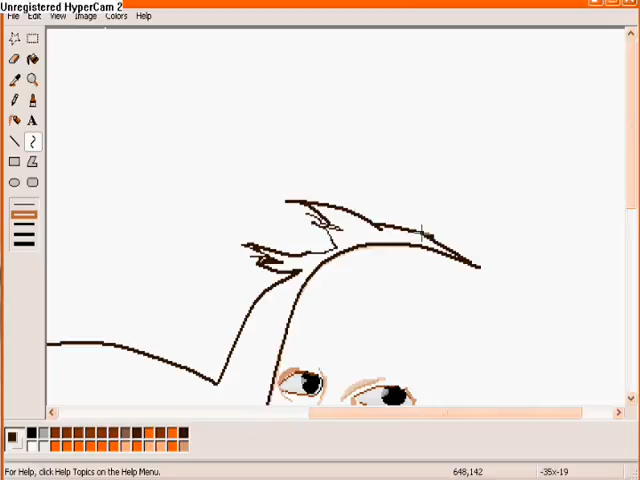 Unregistered HyperCam 2
File Edit View Image Colors Help
A
For Help, click Help Topics on the Help Menu. 648,142 -35x-19